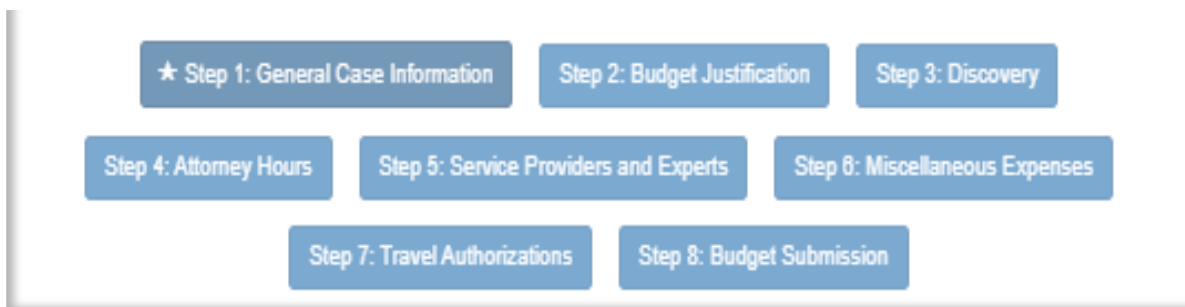 ★ Step 1: General Case Information Step 2: Budget Justification Step 3: Discovery
Step 4: Attorney Hours Step 5: Service Providers and Experts Step 6: Miscellaneous Expenses
Step 7: Travel Authorizations Step 8: Budget Submission